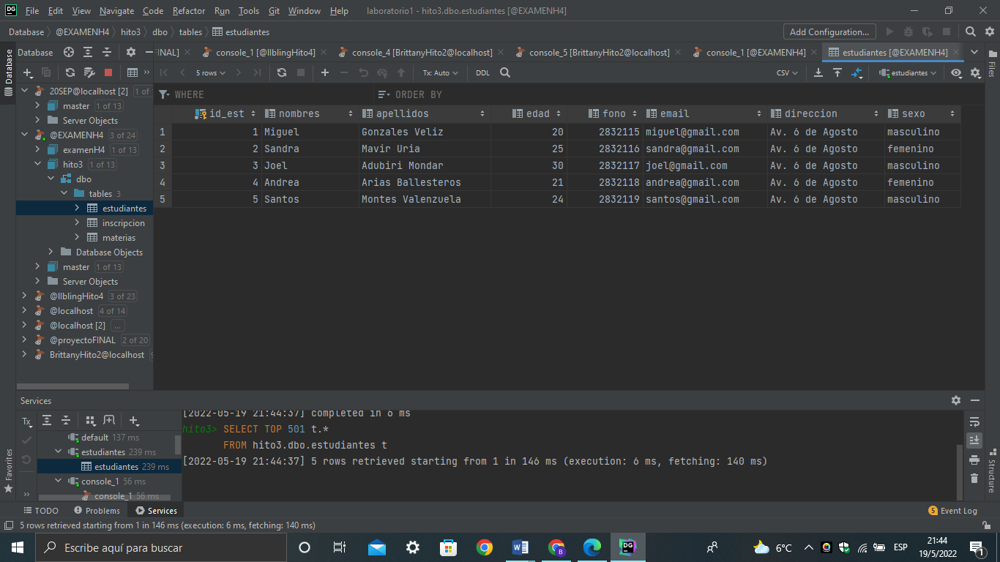 DG File Edit View Navigate Code Refactor Run Tools Git Window Help laboratorio1 - hito3.dbo.estudiantes [@EXAMENH4]
Database @EXAMENH4 hito3 dbo tables estudiantes Add Configuration...
Database FINAL] console_1 [@IlblingHito4] console_4 [BrittanyHito2@localhost] console_5 [BrittanyHito2@localhost] console_1 [@EXAMENH4] estudiantes [@EXAMENH4]
5 rows Tx: Auto DDL CSV estudiantes
WHERE ORDER BY
id_est nombres apellidos edad fono email direccion sexo
1 1 Miguel Gonzales Veliz 20 2832115 miguel@gmail.com Av. 6 de Agosto masculino
2 2 Sandra Mavir Uria 25 2832116 sandra@gmail.com Av. 6 de Agosto femenino
3 3 Joel Adubiri Mondar 30 2832117 joel@gmail.com Av. 6 de Agosto masculino
4 4 Andrea Arias Ballesteros 21 2832118 andrea@gmail.com Av. 6 de Agosto femenino
5 5 Santos Montes Valenzuela 24 2832119 santos@gmail.com Av. 6 de Agosto masculino
Database
Files
20SEP@localhost [2] 1 of
master 1 of 13
Server Objects
@EXAMENH4 3 of 24
examenH4 1 of 13
hito3 1 of 13
dbo
tables 3
estudiantes
inscripcion
materias
Database Objects
master 1 of 13
Server Objects
@IlblingHito4 3 of 23
@localhost 4 of 14
@localhost [2] ...
@proyectoFINAL 2 of 20
BrittanyHito2@localhost
Services
Tx
default 137 ms
estudiantes 239 ms
estudiantes 239 ms
console_1 56 ms
console_1 56 ms
[2022-05-19 21:44:37] completed in 6 ms
hito3> SELECT TOP 501 t.*
FROM hito3.dbo.estudiantes t
[2022-05-19 21:44:37] 5 rows retrieved starting from 1 in 146 ms (execution: 6 ms, fetching: 140 ms)
Favorites
Structure
TODO Problems Services 5 Event Log
5 rows retrieved starting from 1 in 146 ms (execution: 6 ms, fetching: 140 ms)
Escribe aquí para buscar
B
DG
6°C
ESP
21:44
19/5/2022
1